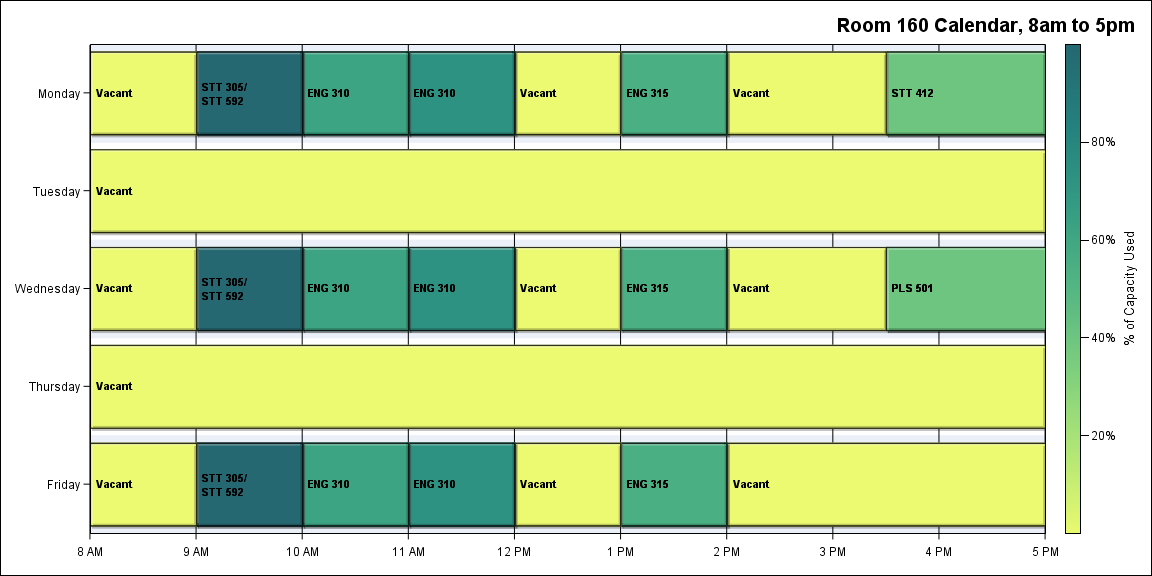 Room 160 Calendar, 8am to 5pm
Monday
Vacant
STT 305/
STT 592
ENG 310
ENG 310
Vacant
ENG 315
Vacant
STT 412
Tuesday
Vacant
Wednesday
Vacant
STT 305/
STT 592
ENG 310
ENG 310
Vacant
ENG 315
Vacant
PLS 501
Thursday
Vacant
Friday
Vacant
STT 305/
STT 592
ENG 310
ENG 310
Vacant
ENG 315
Vacant
8 AM
9 AM
10 AM
11 AM
12 PM
1 PM
2 PM
3 PM
4 PM
5 PM
80%
60%
40%
20%
% of Capacity Used